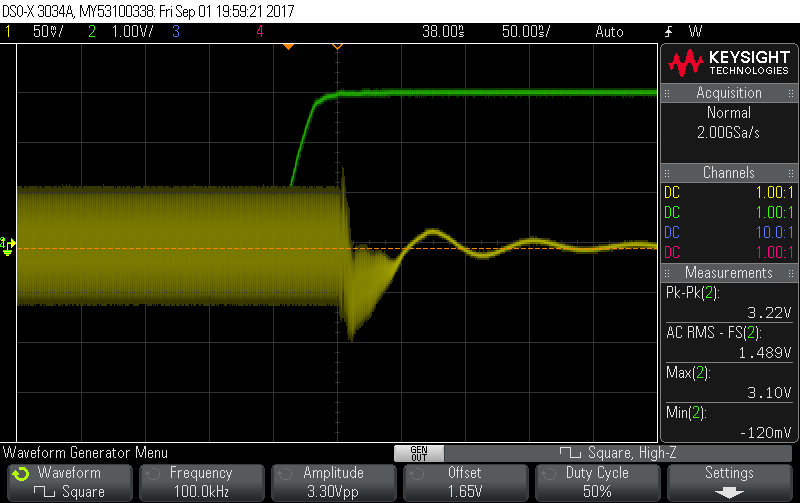 DSO-X 3034A, MY53100338: Fri Sep 01 19:59:21 2017
1 50mV/ 2 1.00V/ 3 4 38.00ns 50.00ns/ Auto W
KEYSIGHT
TECHNOLOGIES
Acquisition
Normal
2.00GSa/s
Channels
DC 1.00:1
DC 1.00:1
DC 10.0:1
DC 1.00:1
Measurements
Pk-Pk(2):
3.22V
AC RMS - FS(2):
1.489V
Max(2):
3.10V
Min(2):
-120mV
Waveform Generator Menu
GEN
OUT
Square, High-Z
Waveform
Square
Frequency
100.0kHz
Amplitude
3.30Vpp
Offset
1.65V
Duty Cycle
50%
Settings